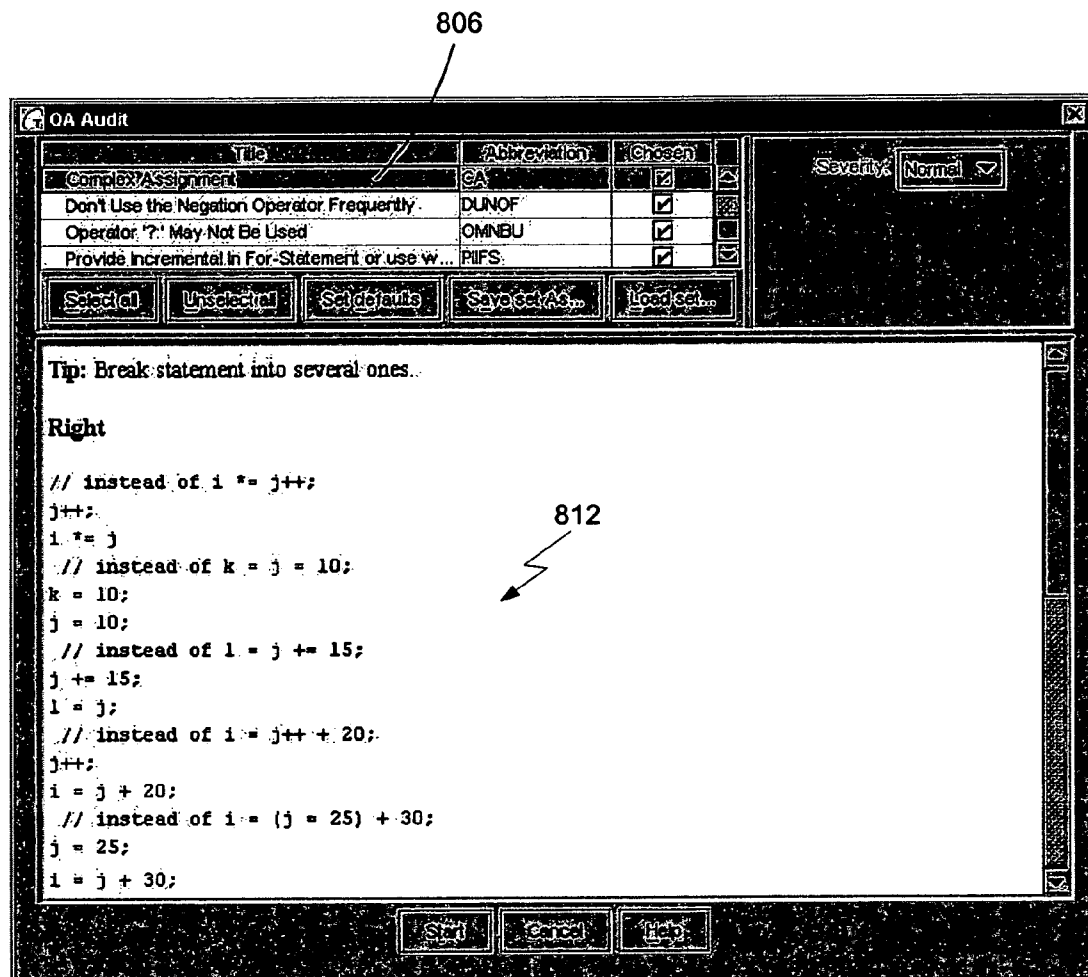 806
QA Audit
Title Abbreviation Chosen
Complex Assignment CA
Don't Use the Negation Operator Frequently DUNOF
Operator '?:' May Not Be Used OMNBU
Provide Incremental In For-Statement or use w... PIIFS
Severity: Normal
Select all Unselect all Set defaults Save set As... Load set...
Tip: Break statement into several ones.
Right
// instead of i *= j++;
j++;
i *= j
// instead of k = j = 10;
k = 10;
j = 10;
// instead of l = j += 15;
j += 15;
l = j;
// instead of i = j++ + 20;
j++;
i = j + 20;
// instead of i = (j = 25) + 30;
j = 25;
i = j + 30;
812
Start Cancel Help